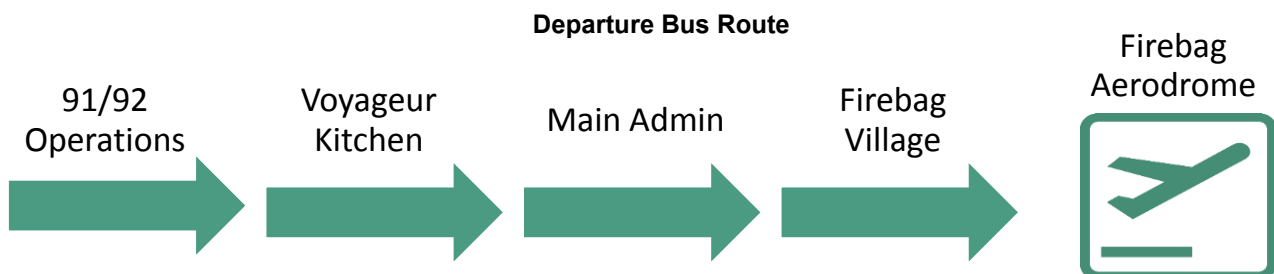 Departure Bus Route
91/92
Operations
Voyageur
Kitchen
Main Admin
Firebag
Village
Firebag
Aerodrome